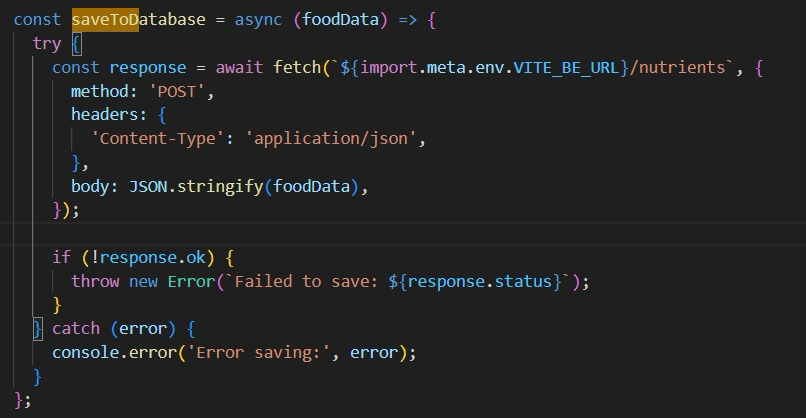 const saveToDatabase = async (foodData) => {
  try {
    const response = await fetch(`${import.meta.env.VITE_BE_URL}/nutrients`, {
      method: 'POST',
      headers: {
        'Content-Type': 'application/json',
      },
      body: JSON.stringify(foodData),
    });

    if (!response.ok) {
      throw new Error(`Failed to save: ${response.status}`);
    }
  } catch (error) {
    console.error('Error saving:', error);
  }
};